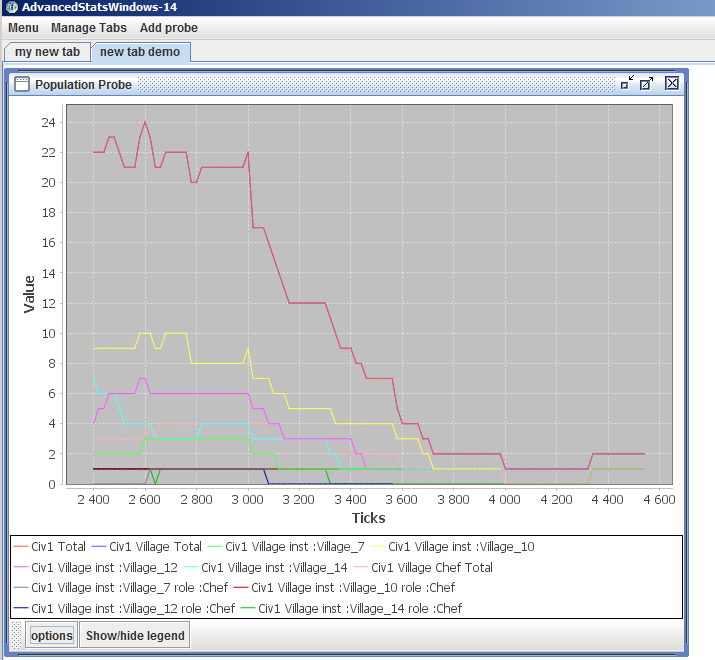 AdvancedStatsWindows-14
Menu Manage Tabs Add probe
my new tab new tab demo
Population Probe
24
22
20
18
16
14
12
10
8
6
4
2
0
Value
2 400 2 600 2 800 3 000 3 200 3 400 3 600 3 800 4 000 4 200 4 400 4 600
Ticks
Civ1 Total Civ1 Village Total Civ1 Village inst :Village_7 Civ1 Village inst :Village_10
Civ1 Village inst :Village_12 Civ1 Village inst :Village_14 Civ1 Village Chef Total
Civ1 Village inst :Village_7 role :Chef Civ1 Village inst :Village_10 role :Chef
Civ1 Village inst :Village_12 role :Chef Civ1 Village inst :Village_14 role :Chef
options Show/hide legend